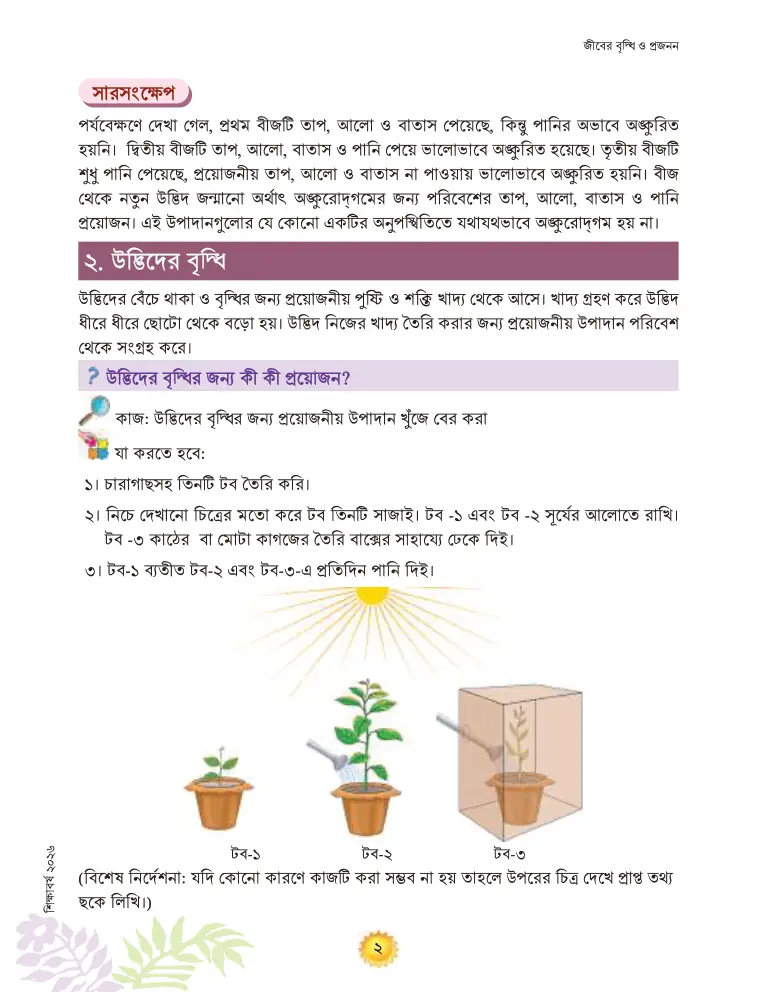 জীবের বৃদ্ধি ও প্রজনন
সারসংক্ষেপ
পর্যবেক্ষণে দেখা গেল, প্রথম বীজটি তাপ, আলো ও বাতাস পেয়েছে, কিন্তু পানির অভাবে অঙ্কুরিত
হয়নি। দ্বিতীয় বীজটি তাপ, আলো, বাতাস ও পানি পেয়ে ভালোভাবে অঙ্কুরিত হয়েছে। তৃতীয় বীজটি
শুধু পানি পেয়েছে, প্রয়োজনীয় তাপ, আলো ও বাতাস না পাওয়ায় ভালোভাবে অঙ্কুরিত হয়নি। বীজ
থেকে নতুন উদ্ভিদ জন্মানো অর্থাৎ অঙ্কুরোদ্‌গমের জন্য পরিবেশের তাপ, আলো, বাতাস ও পানি
প্রয়োজন। এই উপাদানগুলোর যে কোনো একটির অনুপস্থিতিতে যথাযথভাবে অঙ্কুরোদ্‌গম হয় না।
২. উদ্ভিদের বৃদ্ধি
উদ্ভিদের বেঁচে থাকা ও বৃদ্ধির জন্য প্রয়োজনীয় পুষ্টি ও শক্তি খাদ্য থেকে আসে। খাদ্য গ্রহণ করে উদ্ভিদ
ধীরে ধীরে ছোটো থেকে বড়ো হয়। উদ্ভিদ নিজের খাদ্য তৈরি করার জন্য প্রয়োজনীয় উপাদান পরিবেশ
থেকে সংগ্রহ করে।
? উদ্ভিদের বৃদ্ধির জন্য কী কী প্রয়োজন?
কাজ: উদ্ভিদের বৃদ্ধির জন্য প্রয়োজনীয় উপাদান খুঁজে বের করা
যা করতে হবে:
১। চারাগাছসহ তিনটি টব তৈরি করি।
২। নিচে দেখানো চিত্রের মতো করে টব তিনটি সাজাই। টব -১ এবং টব -২ সূর্যের আলোতে রাখি।
টব -৩ কাঠের বা মোটা কাগজের তৈরি বাক্সের সাহায্যে ঢেকে দিই।
৩। টব-১ ব্যতীত টব-২ এবং টব-৩-এ প্রতিদিন পানি দিই।
টব-১ টব-২ টব-৩
(বিশেষ নির্দেশনা: যদি কোনো কারণে কাজটি করা সম্ভব না হয় তাহলে উপরের চিত্র দেখে প্রাপ্ত তথ্য
ছকে লিখি।)
শিক্ষাবর্ষ ২০২৬
২